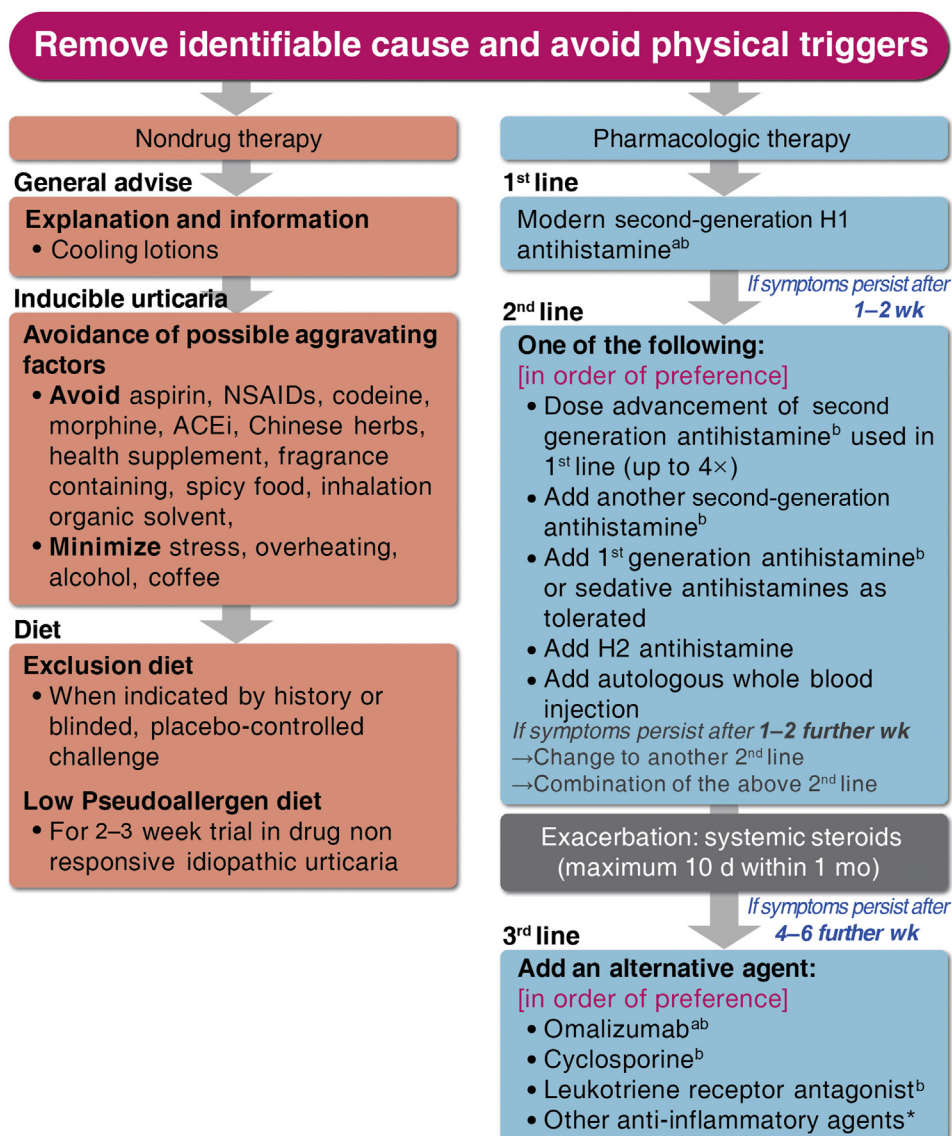 Remove identifiable cause and avoid physical triggers
Nondrug therapy
General advise
Explanation and information
• Cooling lotions
Inducible urticaria
Avoidance of possible aggravating
factors
• Avoid aspirin, NSAIDs, codeine,
morphine, ACEi, Chinese herbs,
health supplement, fragrance
containing, spicy food, inhalation
organic solvent,
• Minimize stress, overheating,
alcohol, coffee
Diet
Exclusion diet
• When indicated by history or
blinded, placebo-controlled
challenge
Low Pseudoallergen diet
• For 2–3 week trial in drug non
responsive idiopathic urticaria
Pharmacologic therapy
1st line
Modern second-generation H1
antihistamineab
If symptoms persist after
1–2 wk
2nd line
One of the following:
[in order of preference]
• Dose advancement of second
generation antihistamineb used in
1st line (up to 4×)
• Add another second-generation
antihistamineb
• Add 1st generation antihistamineb
or sedative antihistamines as
tolerated
• Add H2 antihistamine
• Add autologous whole blood
injection
If symptoms persist after 1–2 further wk
→Change to another 2nd line
→Combination of the above 2nd line
Exacerbation: systemic steroids
(maximum 10 d within 1 mo)
If symptoms persist after
4–6 further wk
3rd line
Add an alternative agent:
[in order of preference]
• Omalizumabab
• Cyclosporineb
• Leukotriene receptor antagonistb
• Other anti-inflammatory agents*